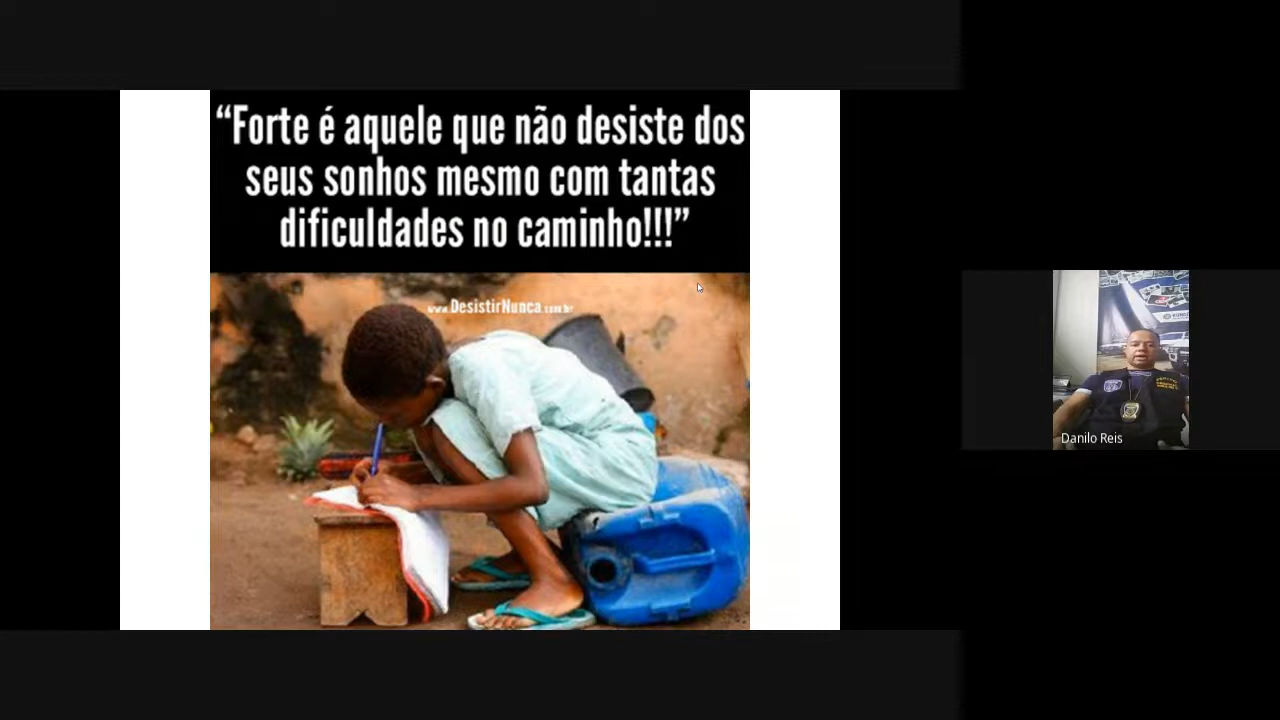 “Forte é aquele que não desiste dos
seus sonhos mesmo com tantas
dificuldades no caminho!!!”
www.DesistirNunca.com.br
Danilo Reis